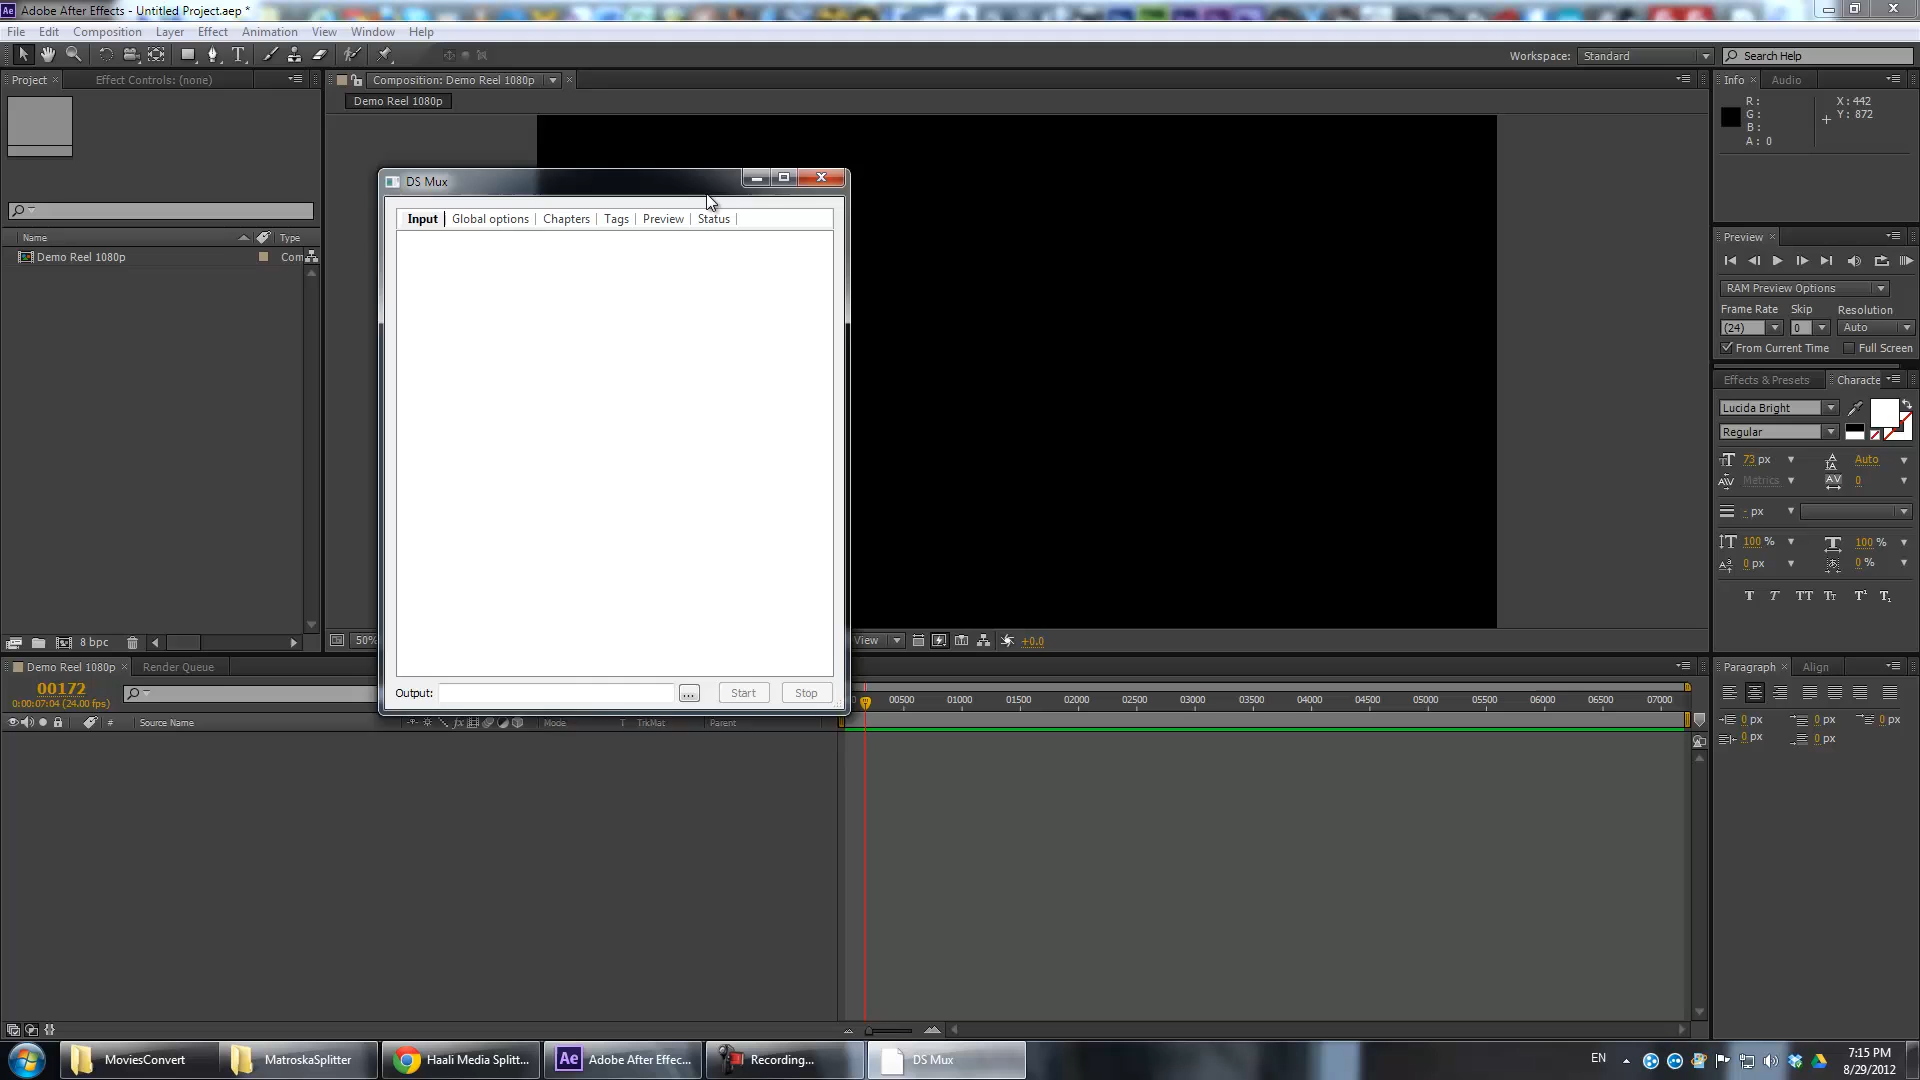 Ae Adobe After Effects - Untitled Project.aep *
File Edit Composition Layer Effect Animation View Window Help
T Workspace: Standard Search Help
Project × Effect Controls: (none) Composition: Demo Reel 1080p × Info × Audio
Demo Reel 1080p
R: X: 442
G: Y: 872
B:
A: 0
DS Mux
Input Global options Chapters Tags Preview Status
Name Type
Demo Reel 1080p Com
Preview ×
RAM Preview Options
Frame Rate Skip Resolution
(24) 0 Auto
From Current Time Full Screen
Effects & Presets Characte
Lucida Bright
Regular
73 px Auto
Metrics 0
- px
100 % 100 %
0 px 0 %
T T TT Tr T¹ T₁
8 bpc 50% View +0.0
Demo Reel 1080p × Render Queue
Paragraph × Align
Output: ... Start Stop
00172
0:00:07:04 (24.00 fps)
00500 01000 01500 02000 02500 03000 03500 04000 04500 05000 05500 06000 06500 07000
# Source Name fx Mode T TrkMat Parent
0 px 0 px 0 px
0 px 0 px
MoviesConvert MatroskaSplitter Haali Media Splitt... Ae Adobe After Effec... Recording... DS Mux EN
7:15 PM
8/29/2012